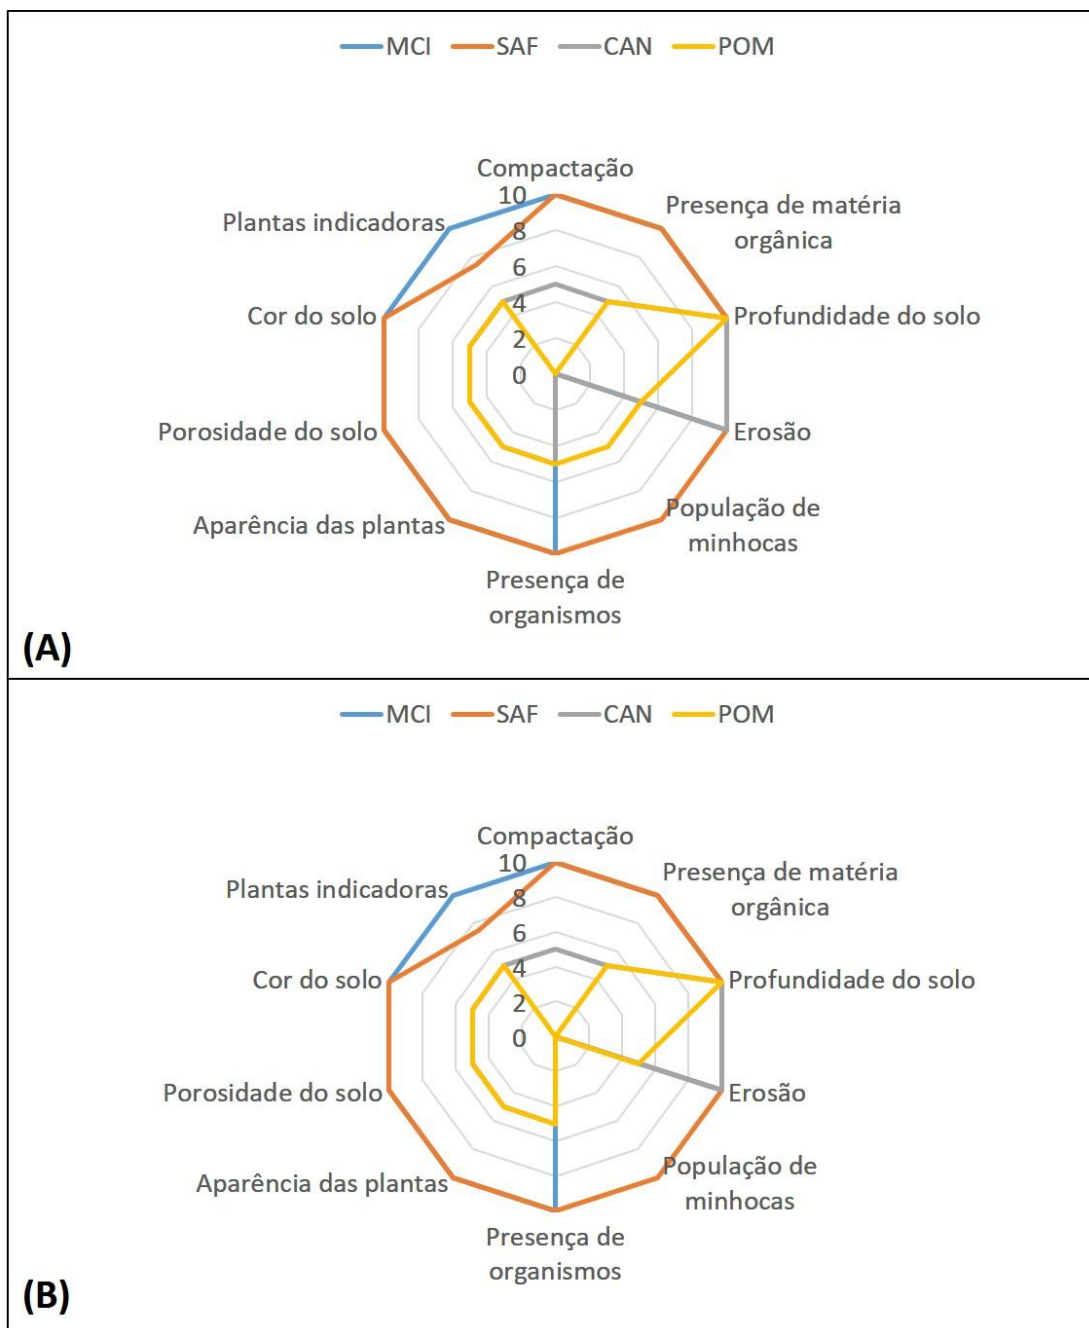 MCI SAF CAN POM
Compactação
Presença de matéria
orgânica
Profundidade do solo
Erosão
População de
minhocas
Presença de
organismos
Aparência das plantas
Porosidade do solo
Cor do solo
Plantas indicadoras
10
8
6
4
2
0
(A)
MCI SAF CAN POM
Compactação
Presença de matéria
orgânica
Profundidade do solo
Erosão
População de
minhocas
Presença de
organismos
Aparência das plantas
Porosidade do solo
Cor do solo
Plantas indicadoras
10
8
6
4
2
0
(B)